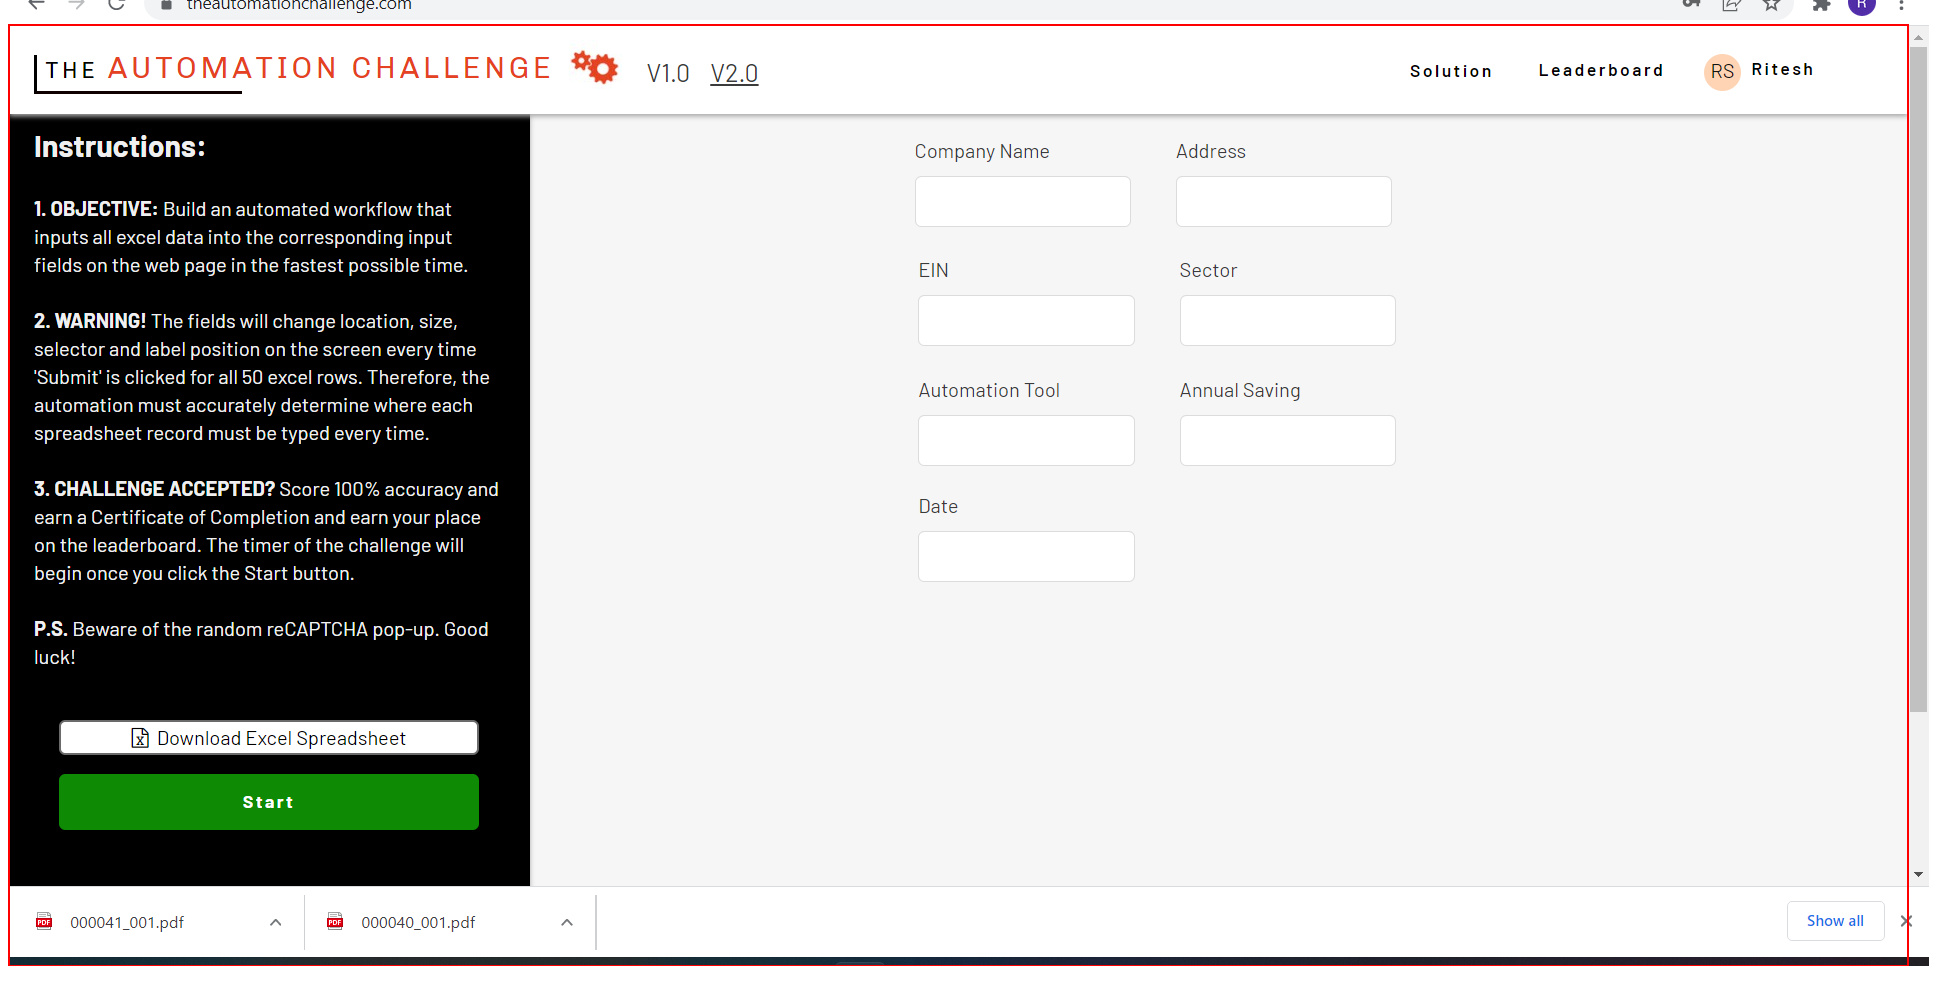 theautomationchallenge.com
R
THE AUTOMATION CHALLENGE V1.0 V2.0
Solution Leaderboard RS Ritesh
Instructions:
1. OBJECTIVE: Build an automated workflow that
inputs all excel data into the corresponding input
fields on the web page in the fastest possible time.
2. WARNING! The fields will change location, size,
selector and label position on the screen every time
'Submit' is clicked for all 50 excel rows. Therefore, the
automation must accurately determine where each
spreadsheet record must be typed every time.
3. CHALLENGE ACCEPTED? Score 100% accuracy and
earn a Certificate of Completion and earn your place
on the leaderboard. The timer of the challenge will
begin once you click the Start button.
P.S. Beware of the random reCAPTCHA pop-up. Good
luck!
Download Excel Spreadsheet
Start
Company Name Address
EIN Sector
Automation Tool Annual Saving
Date
PDF 000041_001.pdf PDF 000040_001.pdf Show all